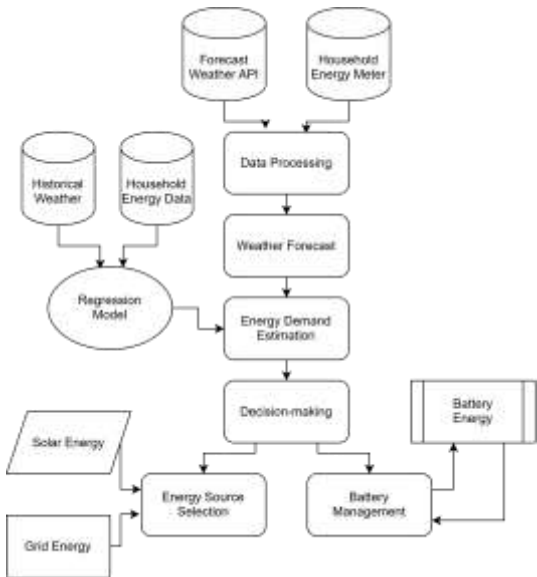 Forecast
Weather API
Household
Energy Meter
Data Processing
Historical
Weather
Household
Energy Data
Weather Forecast
Regression
Model
Energy Demand
Estimation
Decision-making
Battery
Energy
Solar Energy
Energy Source
Selection
Battery
Management
Grid Energy